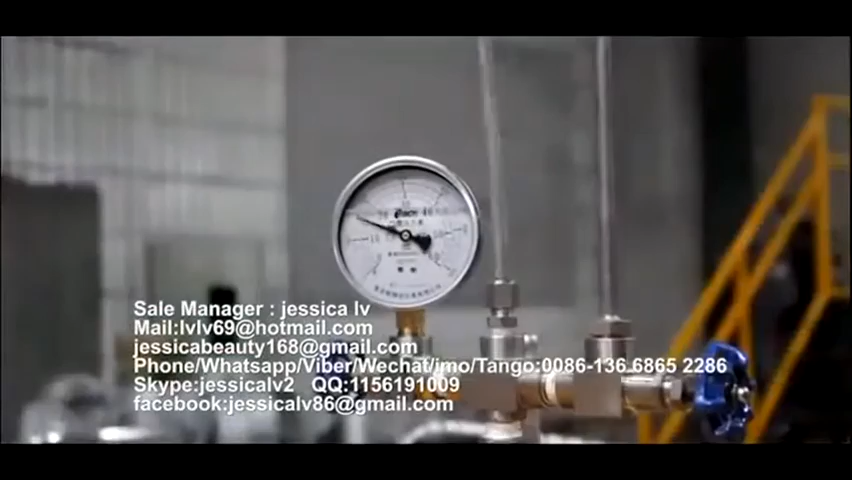 Sale Manager : jessica lv
Mail:lvlv69@hotmail.com
jessicabeauty168@gmail.com
Phone/Whatsapp/Viber/Wechat/imo/Tango:0086-136 6865 2286
Skype:jessicalv2 QQ:1156191009
facebook:jessicalv86@gmail.com